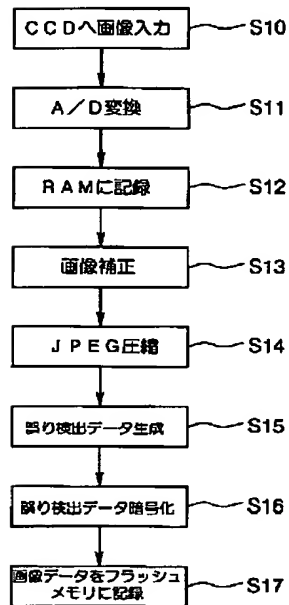 CCDへ画像入力 S10
A/D変換 S11
RAMに記録 S12
画像補正 S13
JPEG圧縮 S14
誤り検出データ生成 S15
誤り検出データ暗号化 S16
画像データをフラッシュ
メモリに記録 S17